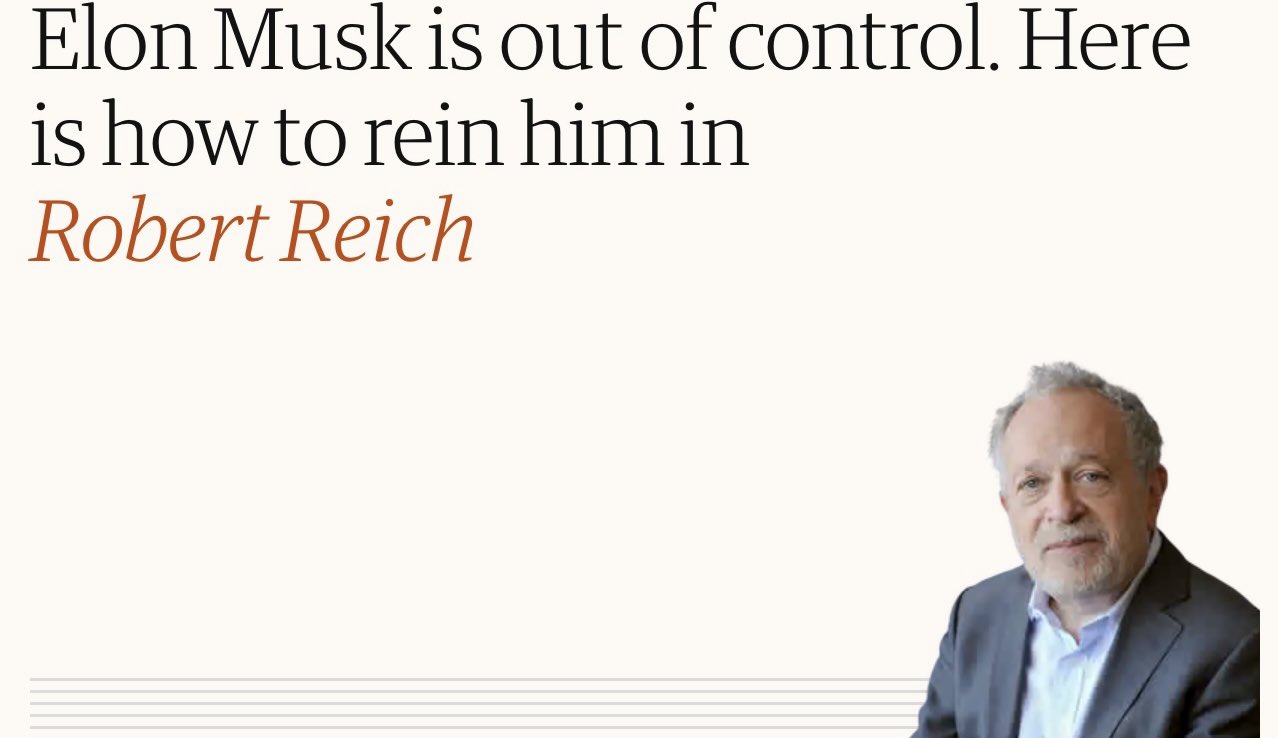 Elon Musk is out of control. Here
is how to rein him in
Robert Reich